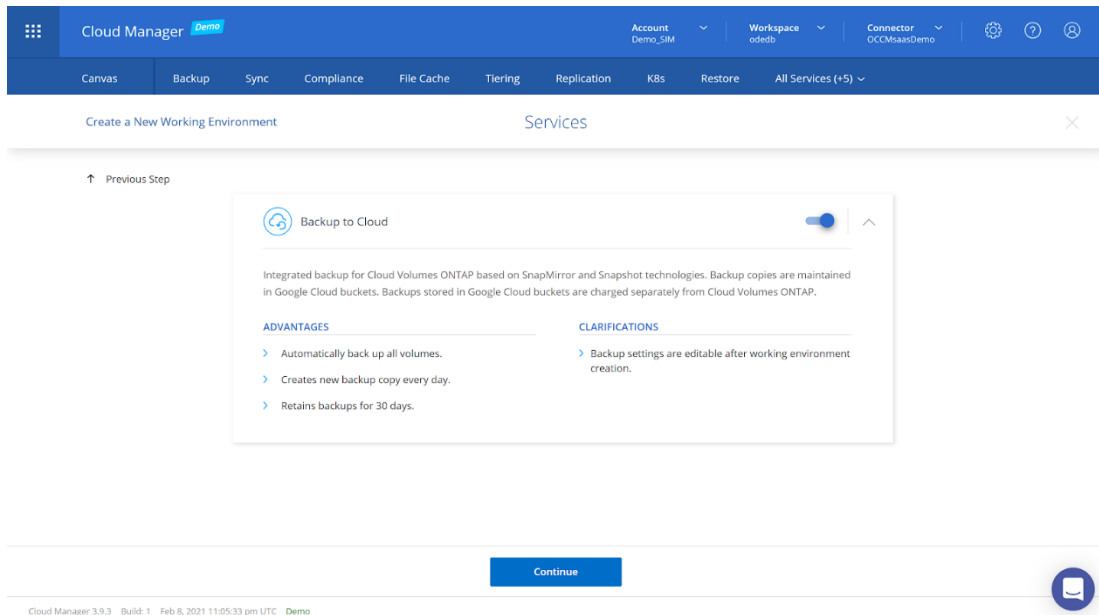 Cloud Manager Demo
Account
Demo_SIM
Workspace
odedb
Connector
OCCMsaasDemo
Canvas Backup Sync Compliance File Cache Tiering Replication K8s Restore All Services (+5)
Create a New Working Environment
Services
Previous Step
Backup to Cloud
Integrated backup for Cloud Volumes ONTAP based on SnapMirror and Snapshot technologies. Backup copies are maintained
in Google Cloud buckets. Backups stored in Google Cloud buckets are charged separately from Cloud Volumes ONTAP.
ADVANTAGES
Automatically back up all volumes.
Creates new backup copy every day.
Retains backups for 30 days.
CLARIFICATIONS
Backup settings are editable after working environment
creation.
Continue
Cloud Manager 3.9.3 Build: 1 Feb 8, 2021 11:05:33 pm UTC Demo